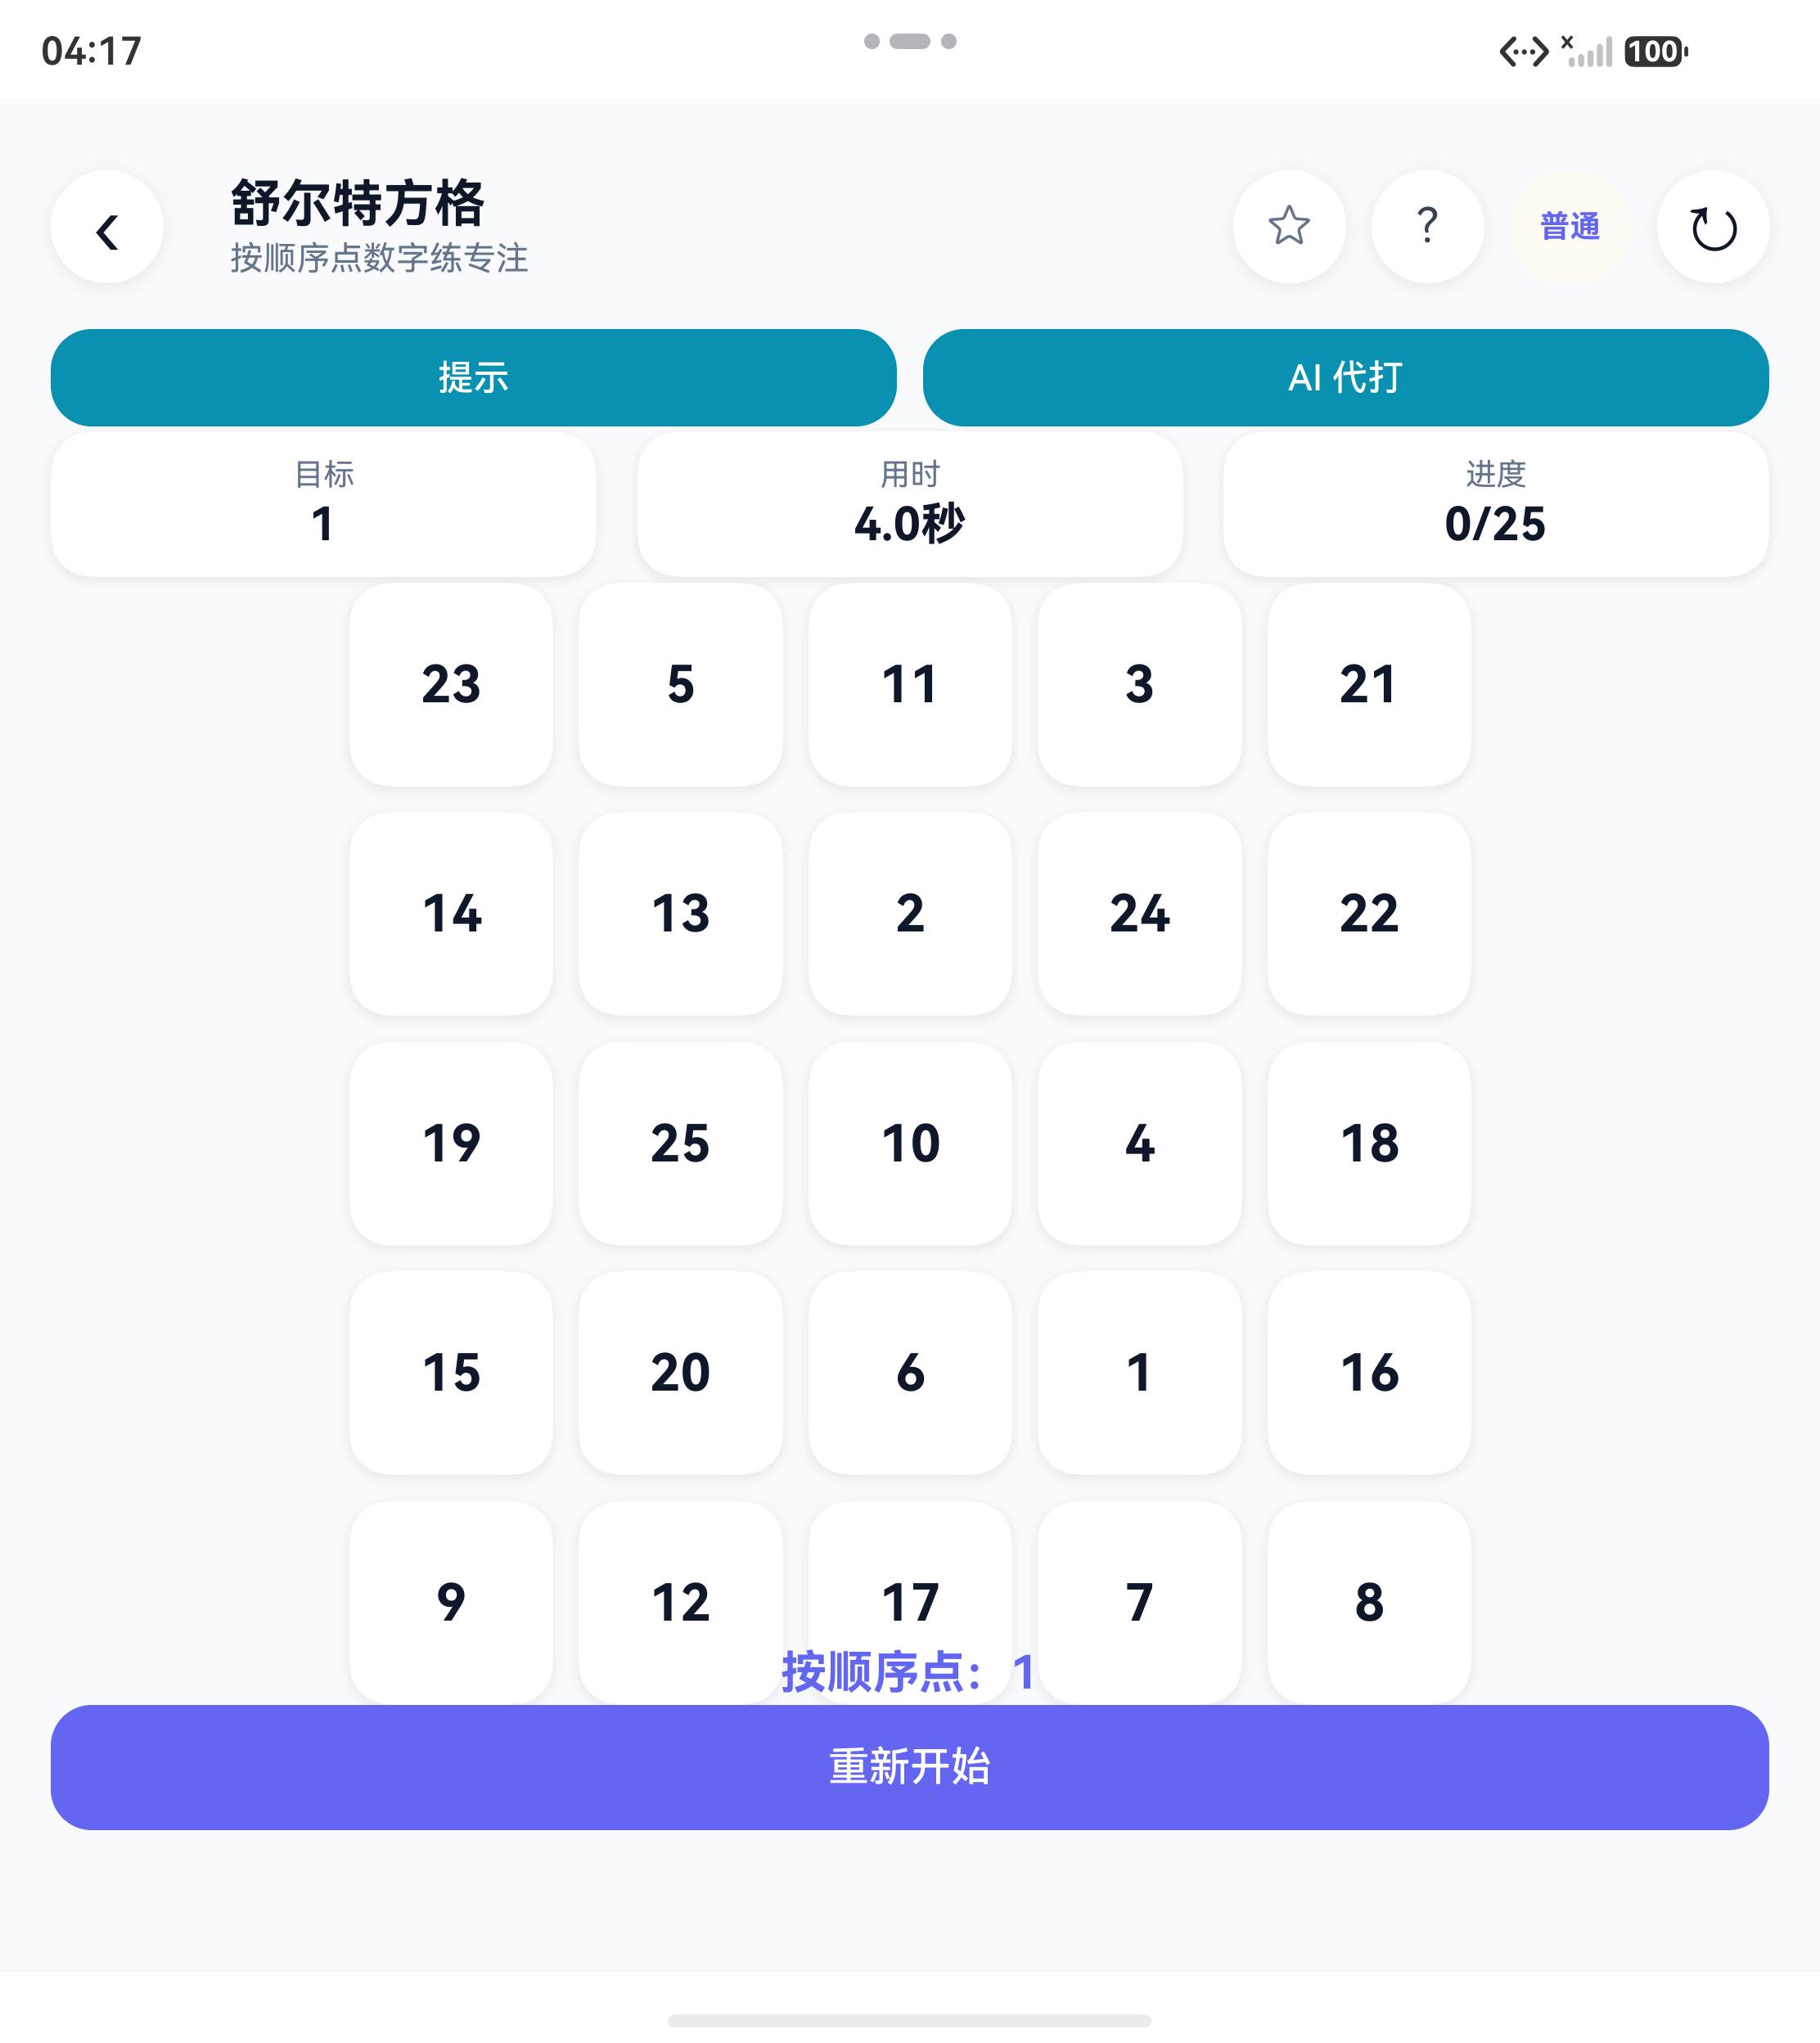 04:17
100
舒尔特方格
按顺序点数字练专注
?
普通
提示
AI 代打
目标
用时
进度
1
4.0秒
0/25
23 5 11 3 21
14 13 2 24 22
19 25 10 4 18
15 20 6 1 16
9 12 17 7 8
按顺序点: 1
重新开始